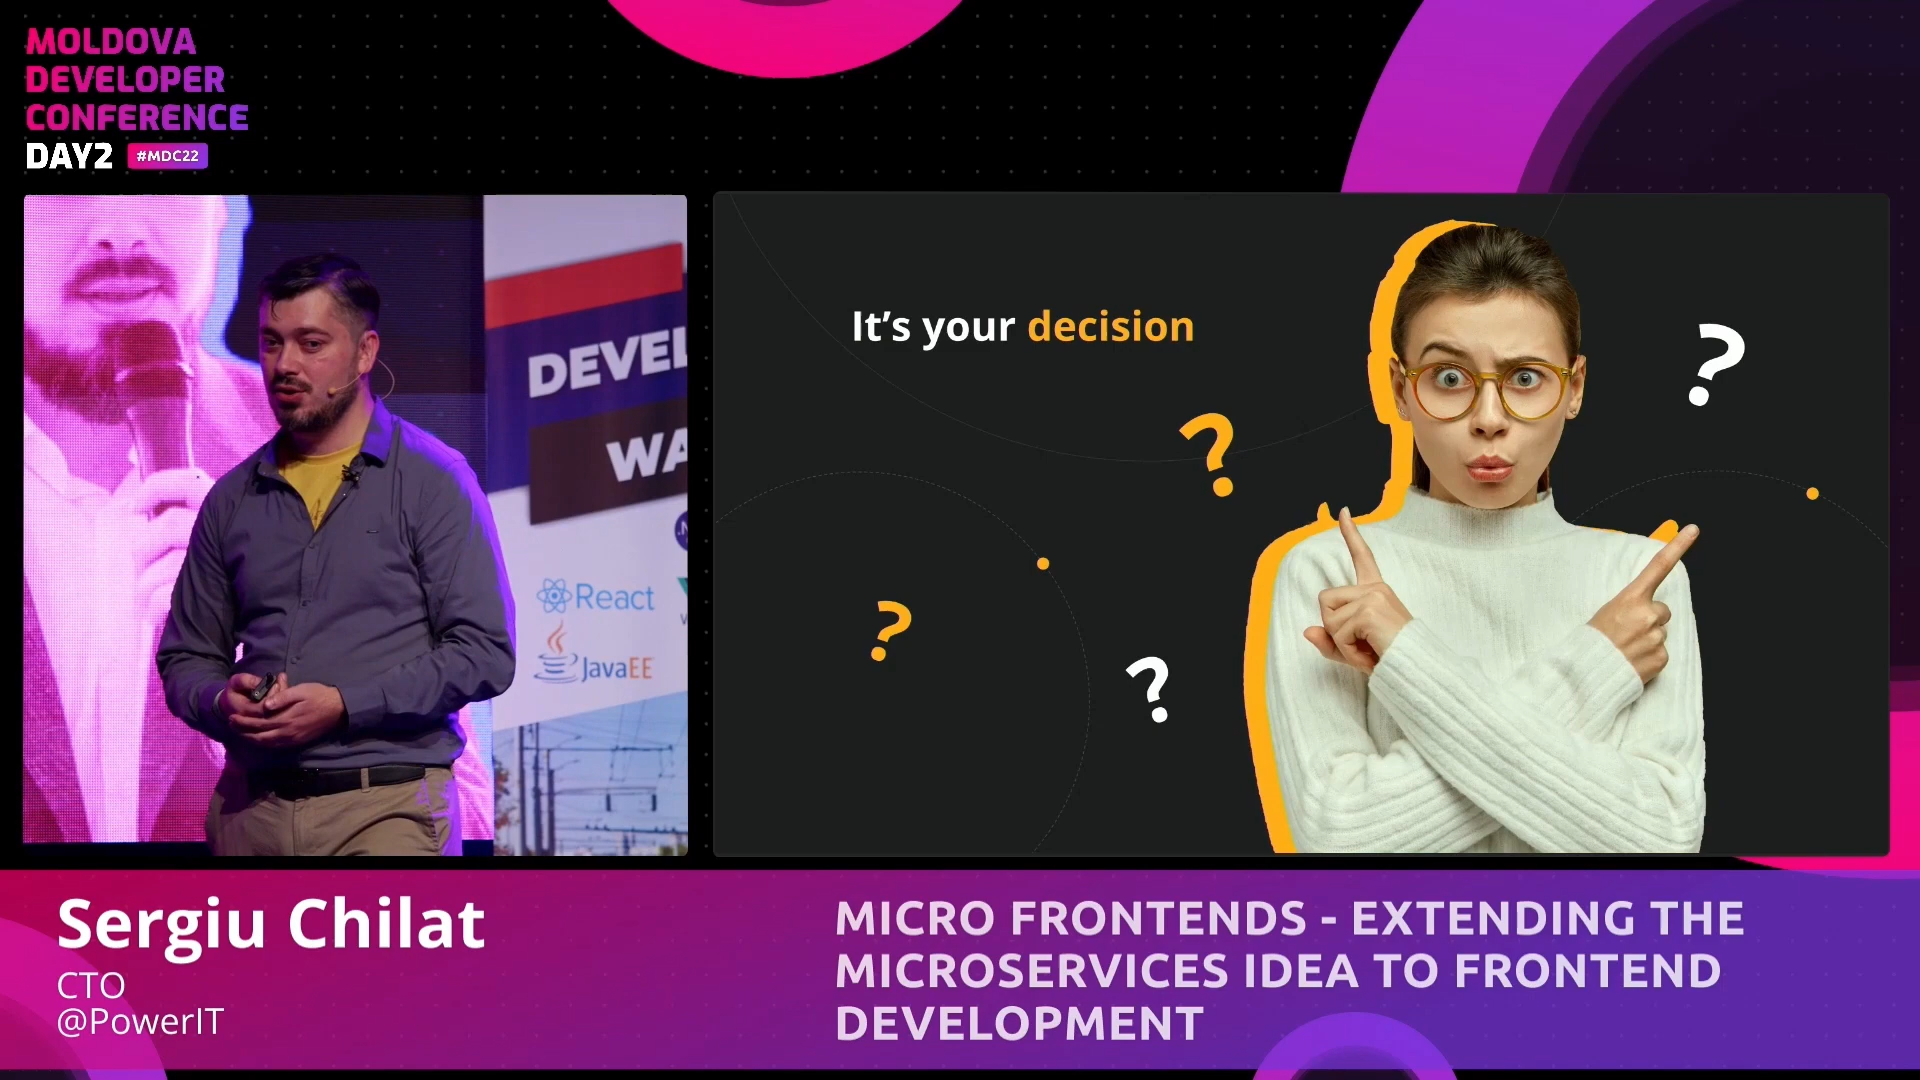 MOLDOVA
DEVELOPER
CONFERENCE
DAY2 #MDC22
DEVEL
WA
React
JavaEE
It's your decision
?
?
?
?
Sergiu Chilat
CTO
@PowerIT
MICRO FRONTENDS - EXTENDING THE
MICROSERVICES IDEA TO FRONTEND
DEVELOPMENT